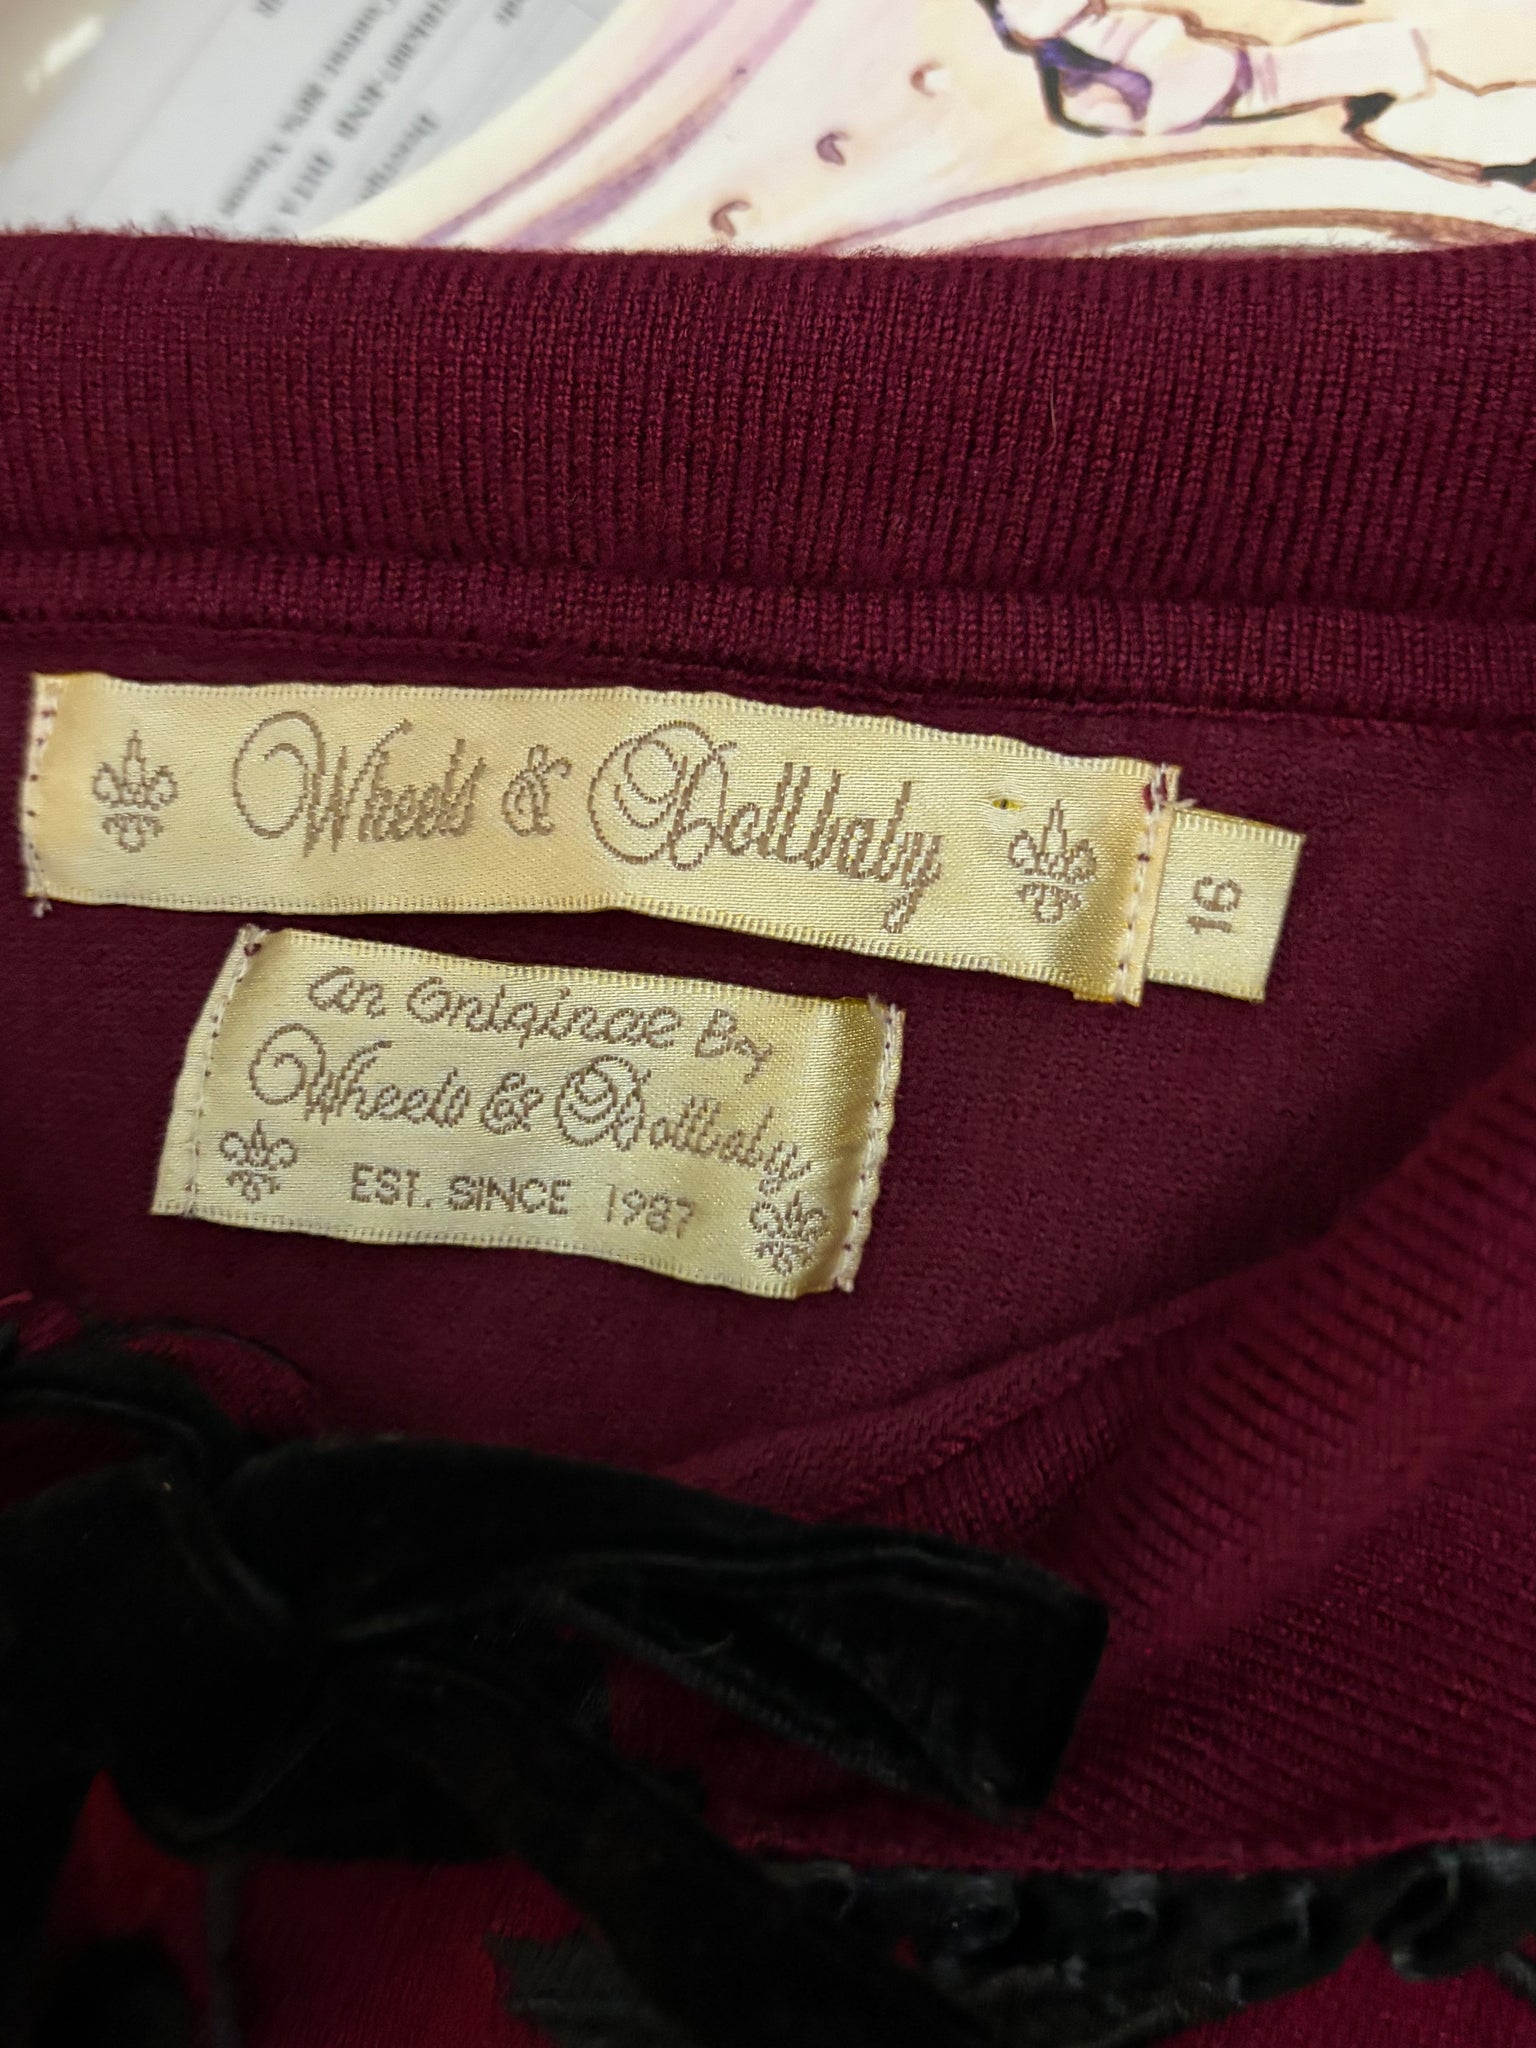 Wheels & Dollbaby
16
An Original By
Wheels & Dollbaby
EST. SINCE 1987